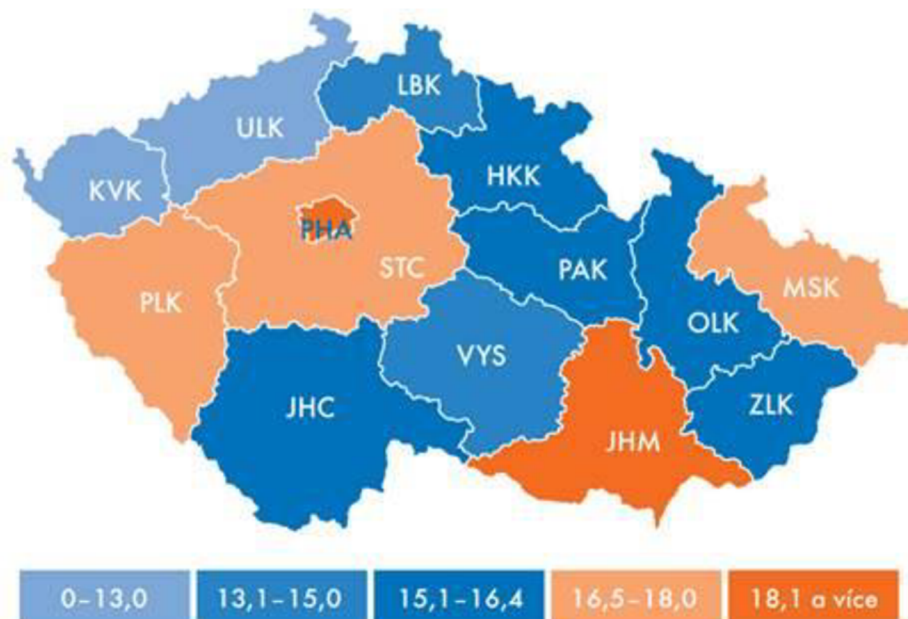 LBK
ULK
KVK
HKK
PHA
STC
PAK
MSK
PLK
OLK
VYS
JHC
ZLK
JHM
0–13,0
13,1–15,0
15,1–16,4
16,5–18,0
18,1 a více